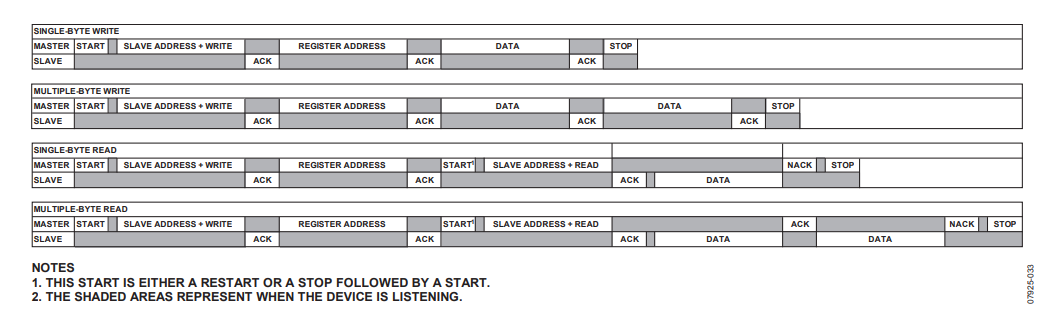 SINGLE-BYTE WRITE
MASTER START SLAVE ADDRESS + WRITE REGISTER ADDRESS DATA STOP
SLAVE ACK ACK ACK
MULTIPLE-BYTE WRITE
MASTER START SLAVE ADDRESS + WRITE REGISTER ADDRESS DATA DATA STOP
SLAVE ACK ACK ACK ACK
SINGLE-BYTE READ
MASTER START SLAVE ADDRESS + WRITE REGISTER ADDRESS START1 SLAVE ADDRESS + READ NACK STOP
SLAVE ACK ACK ACK DATA
MULTIPLE-BYTE READ
MASTER START SLAVE ADDRESS + WRITE REGISTER ADDRESS START1 SLAVE ADDRESS + READ ACK NACK STOP
SLAVE ACK ACK ACK DATA DATA
NOTES
1. THIS START IS EITHER A RESTART OR A STOP FOLLOWED BY A START.
2. THE SHADED AREAS REPRESENT WHEN THE DEVICE IS LISTENING.
07925-033